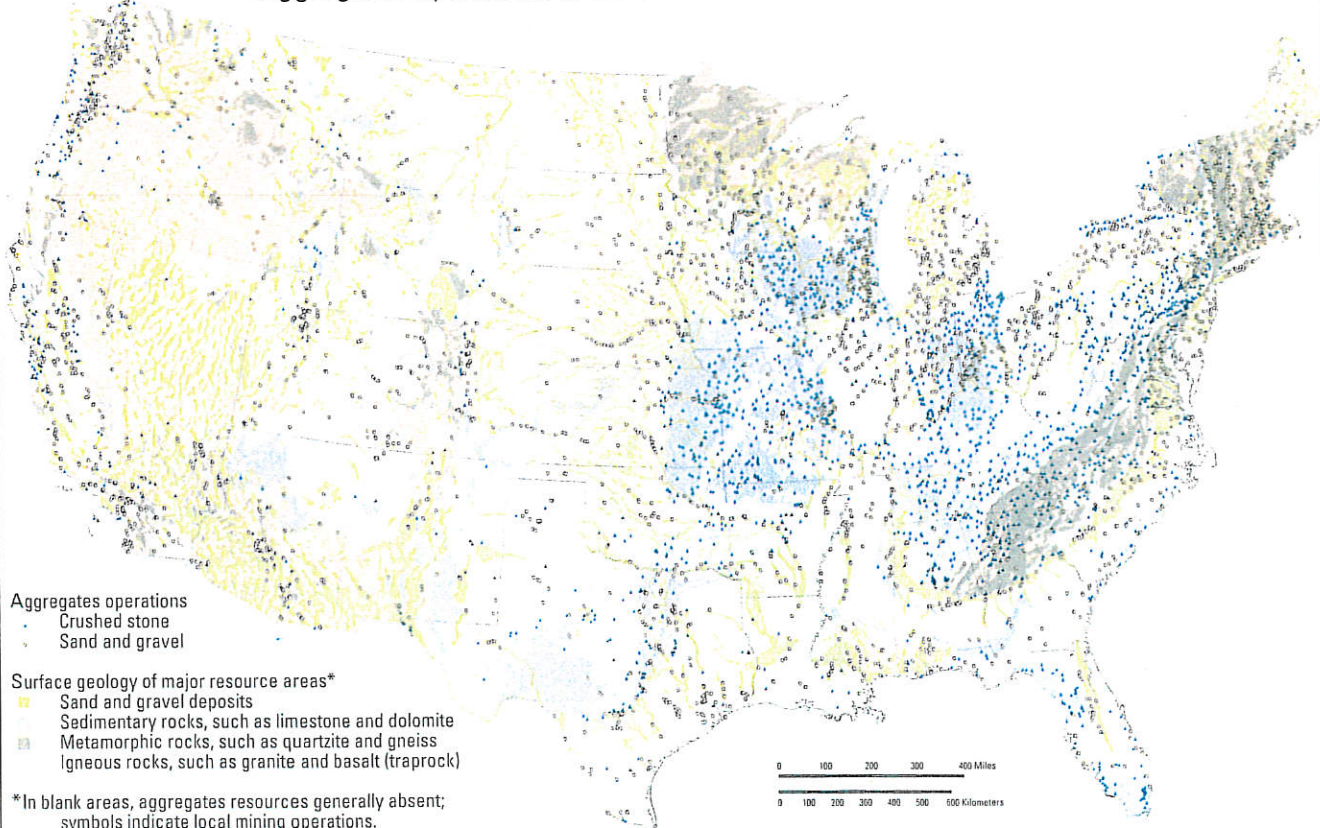 Aggregates operations
Crushed stone
Sand and gravel
Surface geology of major resource areas*
Sand and gravel deposits
Sedimentary rocks, such as limestone and dolomite
Metamorphic rocks, such as quartzite and gneiss
Igneous rocks, such as granite and basalt (traprock)
*In blank areas, aggregates resources generally absent;
symbols indicate local mining operations.
0 100 200 300 400 Miles
0 100 200 300 400 500 600 Kilometers